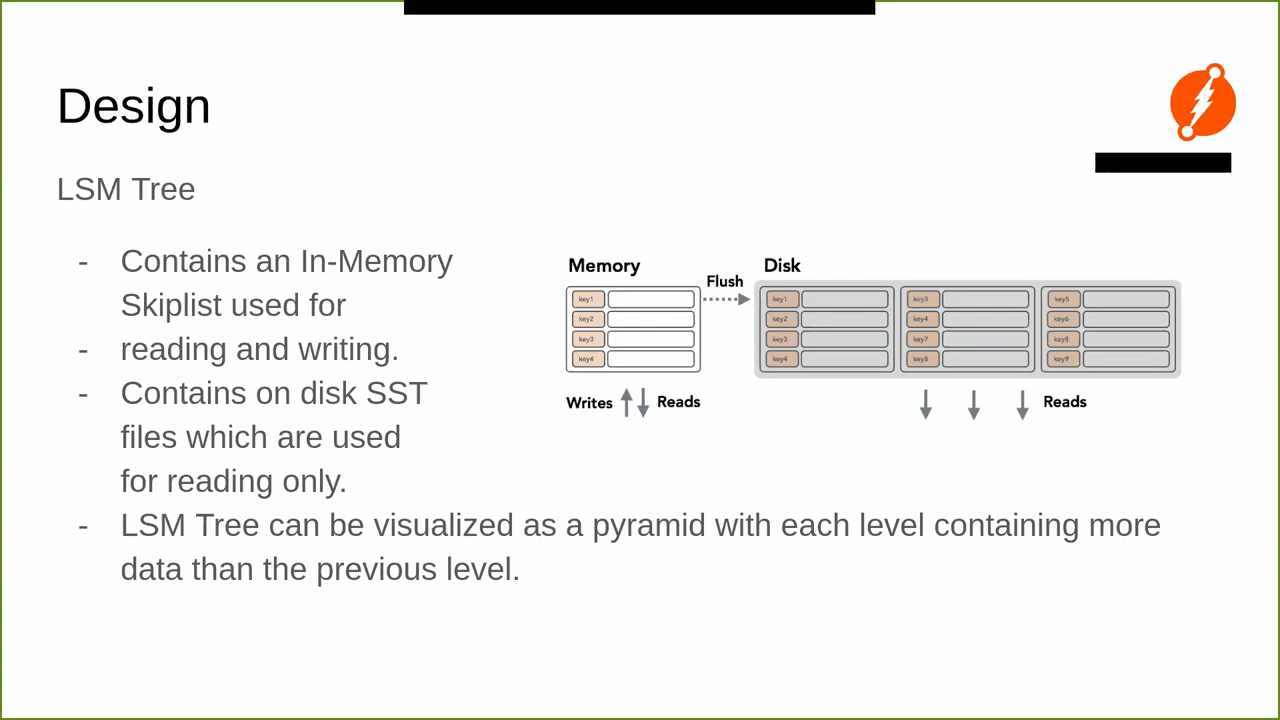 Design
LSM Tree
- Contains an In-Memory
Skiplist used for
- reading and writing.
- Contains on disk SST
files which are used
for reading only.
- LSM Tree can be visualized as a pyramid with each level containing more
data than the previous level.
Memory
Flush
Disk
key1
key2
key3
key4
key1
key2
key3
key4
key3
key4
key7
key8
key5
key6
key8
key9
Writes
Reads
Reads